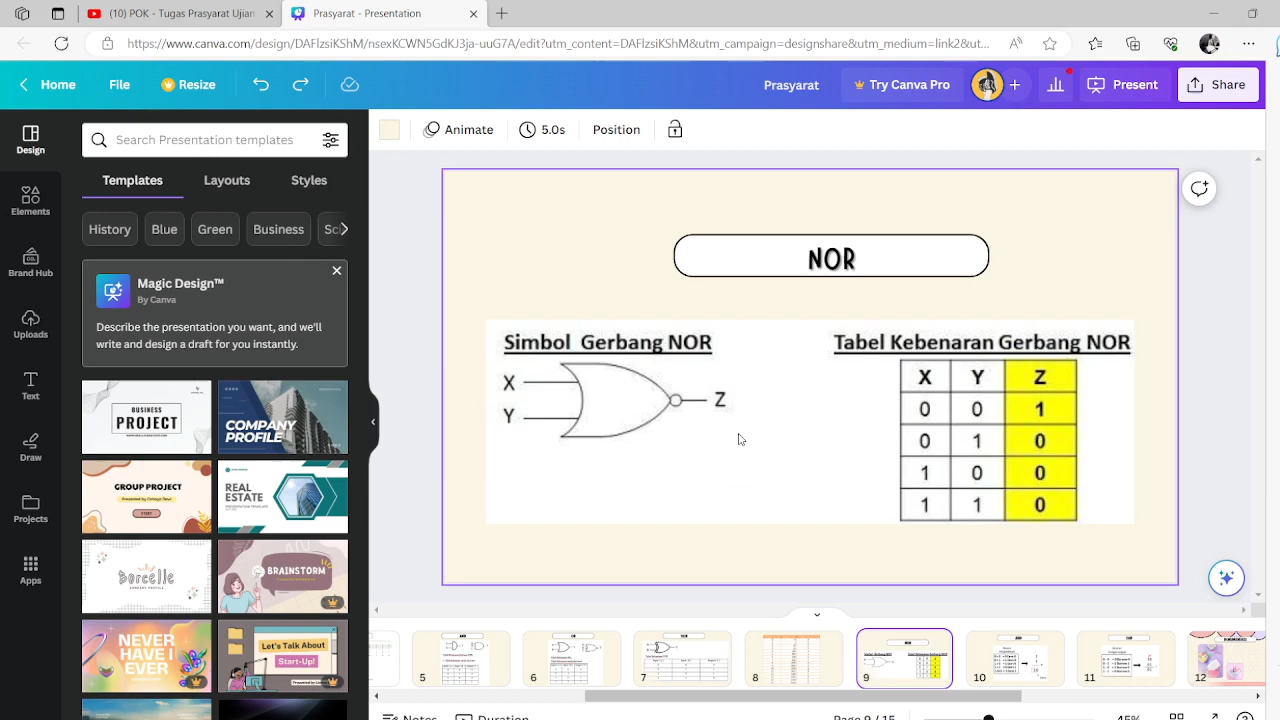 (10) POK - Tugas Prasyarat Ujian
Prasyarat - Presentation
https://www.canva.com/design/DAFlzsiKShM/nsexKCWN5GdKJ3ja-uuG7A/edit?utm_content=DAFlzsiKShM&utm_campaign=designshare&utm_medium=link2&ut...
Home
File
Resize
Prasyarat
Try Canva Pro
Present
Share
Design
Elements
Brand Hub
Uploads
Text
Draw
Projects
Apps
Search Presentation templates
Templates
Layouts
Styles
History
Blue
Green
Business
Sci
Magic Design™
By Canva
Describe the presentation you want, and we'll
write and design a draft for you instantly.
BUSINESS
PROJECT
COMPANY
PROFILE
GROUP PROJECT
START
REAL
ESTATE
PRESENTATION TEMPLATE
Borcelle
COMPANY PROFILE
BRAINSTORM
NEVER
HAVE I
EVER
Let's Talk About
Start-Up!
Animate
5.0s
Position
NOR
Simbol Gerbang NOR
X
Y
Z
Tabel Kebenaran Gerbang NOR
X Y Z
0 0 1
0 1 0
1 0 0
1 1 0
5
6
7
8
9
10
11
12
Notes
Duration
Page 9 / 15
45%